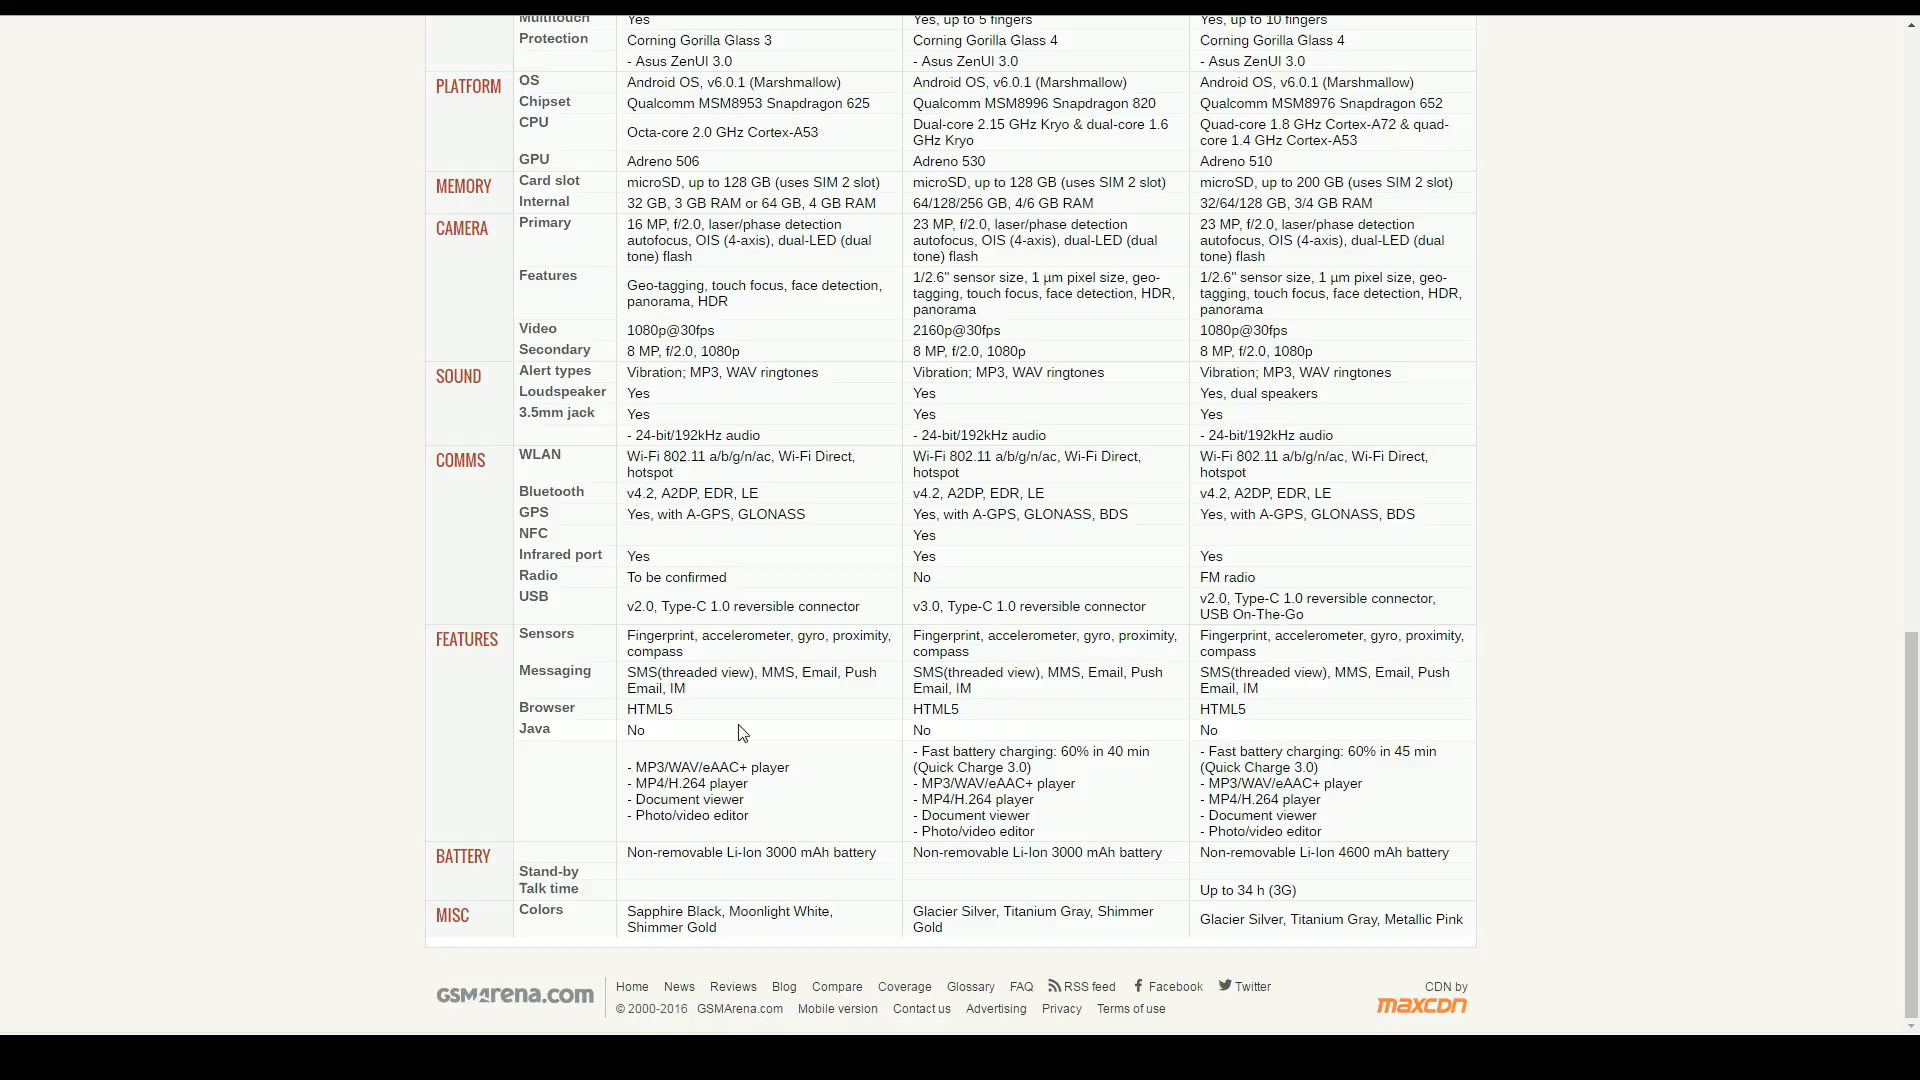 Multitouch Yes Yes, up to 5 fingers Yes, up to 10 fingers
Protection Corning Gorilla Glass 3 Corning Gorilla Glass 4 Corning Gorilla Glass 4
- Asus ZenUI 3.0 - Asus ZenUI 3.0 - Asus ZenUI 3.0
PLATFORM OS Android OS, v6.0.1 (Marshmallow) Android OS, v6.0.1 (Marshmallow) Android OS, v6.0.1 (Marshmallow)
Chipset Qualcomm MSM8953 Snapdragon 625 Qualcomm MSM8996 Snapdragon 820 Qualcomm MSM8976 Snapdragon 652
CPU Octa-core 2.0 GHz Cortex-A53 Dual-core 2.15 GHz Kryo & dual-core 1.6 Quad-core 1.8 GHz Cortex-A72 & quad-
GHz Kryo core 1.4 GHz Cortex-A53
GPU Adreno 506 Adreno 530 Adreno 510
MEMORY Card slot microSD, up to 128 GB (uses SIM 2 slot) microSD, up to 128 GB (uses SIM 2 slot) microSD, up to 200 GB (uses SIM 2 slot)
Internal 32 GB, 3 GB RAM or 64 GB, 4 GB RAM 64/128/256 GB, 4/6 GB RAM 32/64/128 GB, 3/4 GB RAM
CAMERA Primary 16 MP, f/2.0, laser/phase detection 23 MP, f/2.0, laser/phase detection 23 MP, f/2.0, laser/phase detection
autofocus, OIS (4-axis), dual-LED (dual autofocus, OIS (4-axis), dual-LED (dual autofocus, OIS (4-axis), dual-LED (dual
tone) flash tone) flash tone) flash
Features Geo-tagging, touch focus, face detection, 1/2.6" sensor size, 1 µm pixel size, geo- 1/2.6" sensor size, 1 µm pixel size, geo-
panorama, HDR tagging, touch focus, face detection, HDR, tagging, touch focus, face detection, HDR,
panorama panorama
Video 1080p@30fps 2160p@30fps 1080p@30fps
Secondary 8 MP, f/2.0, 1080p 8 MP, f/2.0, 1080p 8 MP, f/2.0, 1080p
SOUND Alert types Vibration; MP3, WAV ringtones Vibration; MP3, WAV ringtones Vibration; MP3, WAV ringtones
Loudspeaker Yes Yes Yes, dual speakers
3.5mm jack Yes Yes Yes
- 24-bit/192kHz audio - 24-bit/192kHz audio - 24-bit/192kHz audio
COMMS WLAN Wi-Fi 802.11 a/b/g/n/ac, Wi-Fi Direct, Wi-Fi 802.11 a/b/g/n/ac, Wi-Fi Direct, Wi-Fi 802.11 a/b/g/n/ac, Wi-Fi Direct,
hotspot hotspot hotspot
Bluetooth v4.2, A2DP, EDR, LE v4.2, A2DP, EDR, LE v4.2, A2DP, EDR, LE
GPS Yes, with A-GPS, GLONASS Yes, with A-GPS, GLONASS, BDS Yes, with A-GPS, GLONASS, BDS
NFC Yes
Infrared port Yes Yes Yes
Radio To be confirmed No FM radio
USB v2.0, Type-C 1.0 reversible connector v3.0, Type-C 1.0 reversible connector v2.0, Type-C 1.0 reversible connector,
USB On-The-Go
FEATURES Sensors Fingerprint, accelerometer, gyro, proximity, Fingerprint, accelerometer, gyro, proximity, Fingerprint, accelerometer, gyro, proximity,
compass compass compass
Messaging SMS(threaded view), MMS, Email, Push SMS(threaded view), MMS, Email, Push SMS(threaded view), MMS, Email, Push
Email, IM Email, IM Email, IM
Browser HTML5 HTML5 HTML5
Java No No No
- Fast battery charging: 60% in 40 min - Fast battery charging: 60% in 45 min
- MP3/WAV/eAAC+ player (Quick Charge 3.0) (Quick Charge 3.0)
- MP4/H.264 player - MP3/WAV/eAAC+ player - MP3/WAV/eAAC+ player
- Document viewer - MP4/H.264 player - MP4/H.264 player
- Photo/video editor - Document viewer - Document viewer
- Photo/video editor - Photo/video editor
BATTERY Non-removable Li-Ion 3000 mAh battery Non-removable Li-Ion 3000 mAh battery Non-removable Li-Ion 4600 mAh battery
Stand-by
Talk time Up to 34 h (3G)
MISC Colors Sapphire Black, Moonlight White, Glacier Silver, Titanium Gray, Shimmer Glacier Silver, Titanium Gray, Metallic Pink
Shimmer Gold Gold
GSMArena.com Home News Reviews Blog Compare Coverage Glossary FAQ RSS feed Facebook Twitter CDN by
© 2000-2016 GSMArena.com Mobile version Contact us Advertising Privacy Terms of use maxcdn